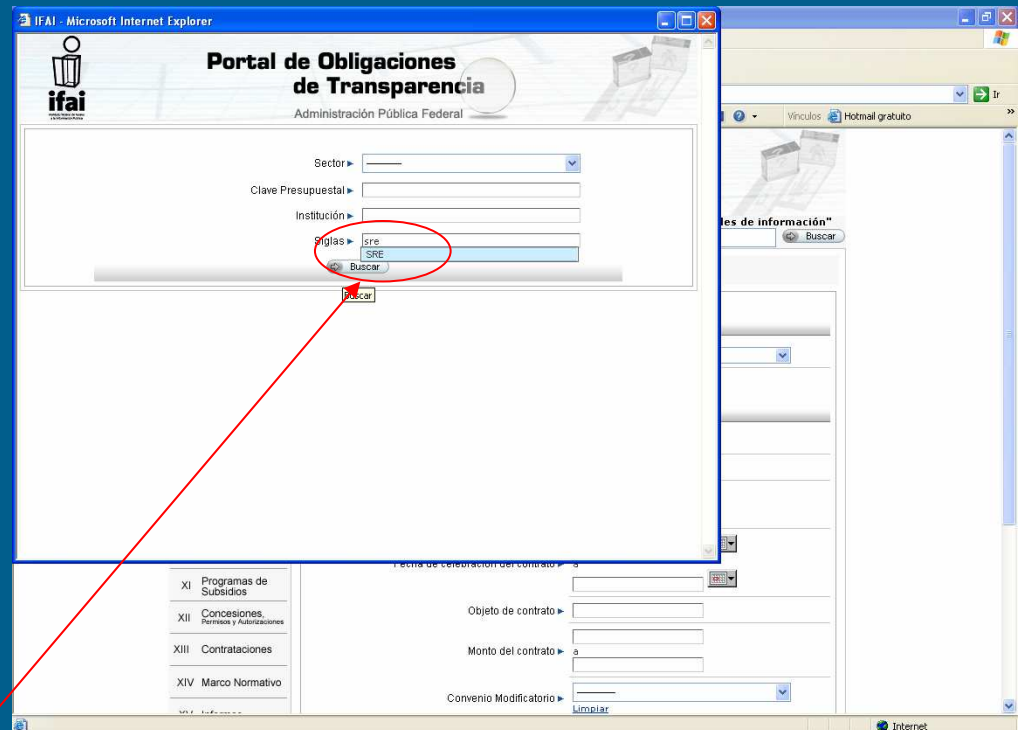 IFAI - Microsoft Internet Explorer
ifai
Portal de Obligaciones
de Transparencia
Administración Pública Federal
Sector
Clave Presupuestal
Institución
Siglas
sre
SRE
Buscar
Buscar
Ir
Vínculos
Hotmail gratuito
»
les de información"
Buscar
Fecha de celebración del contrato
a
XI Programas de
Subsidios
XII Concesiones,
Permisos y Autorizaciones
XIII Contrataciones
XIV Marco Normativo
Objeto de contrato
Monto del contrato
a
Convenio Modificatorio
Limpiar
Internet